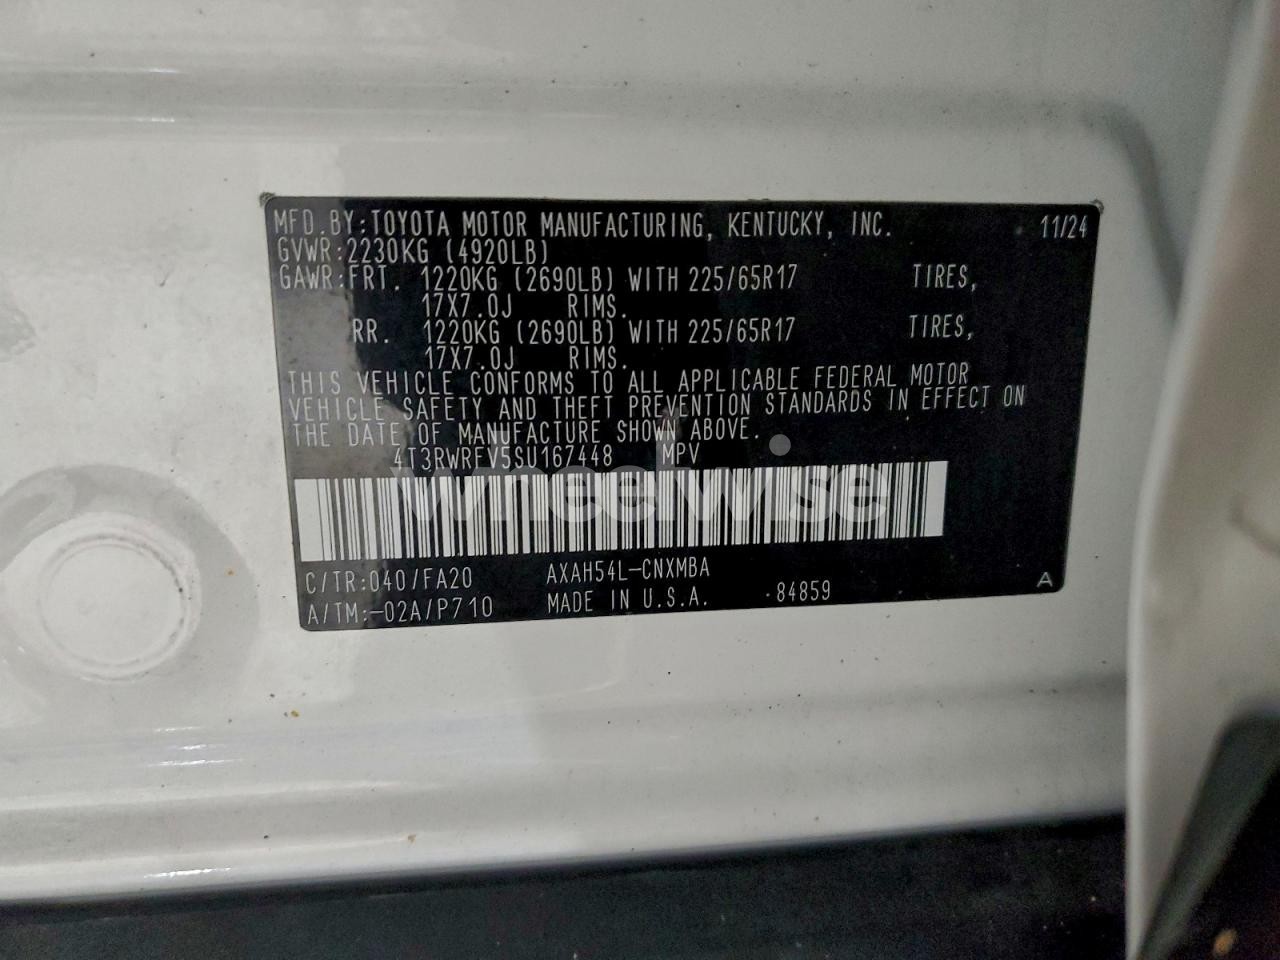 MFD.BY:TOYOTA MOTOR MANUFACTURING, KENTUCKY, INC. 11/24
GVWR:2230KG (4920LB)
GAWR:FRT. 1220KG (2690LB) WITH 225/65R17 TIRES,
17X7.0J RIMS.
RR. 1220KG (2690LB) WITH 225/65R17 TIRES,
17X7.0J RIMS.
THIS VEHICLE CONFORMS TO ALL APPLICABLE FEDERAL MOTOR
VEHICLE SAFETY AND THEFT PREVENTION STANDARDS IN EFFECT ON
THE DATE OF MANUFACTURE SHOWN ABOVE.
4T3RWRFV5SU167448 MPV
wheelwise
C/TR:040/FA20 AXAH54L-CNXMBA
A/TM:-02A/P710 MADE IN U.S.A. 84859 A